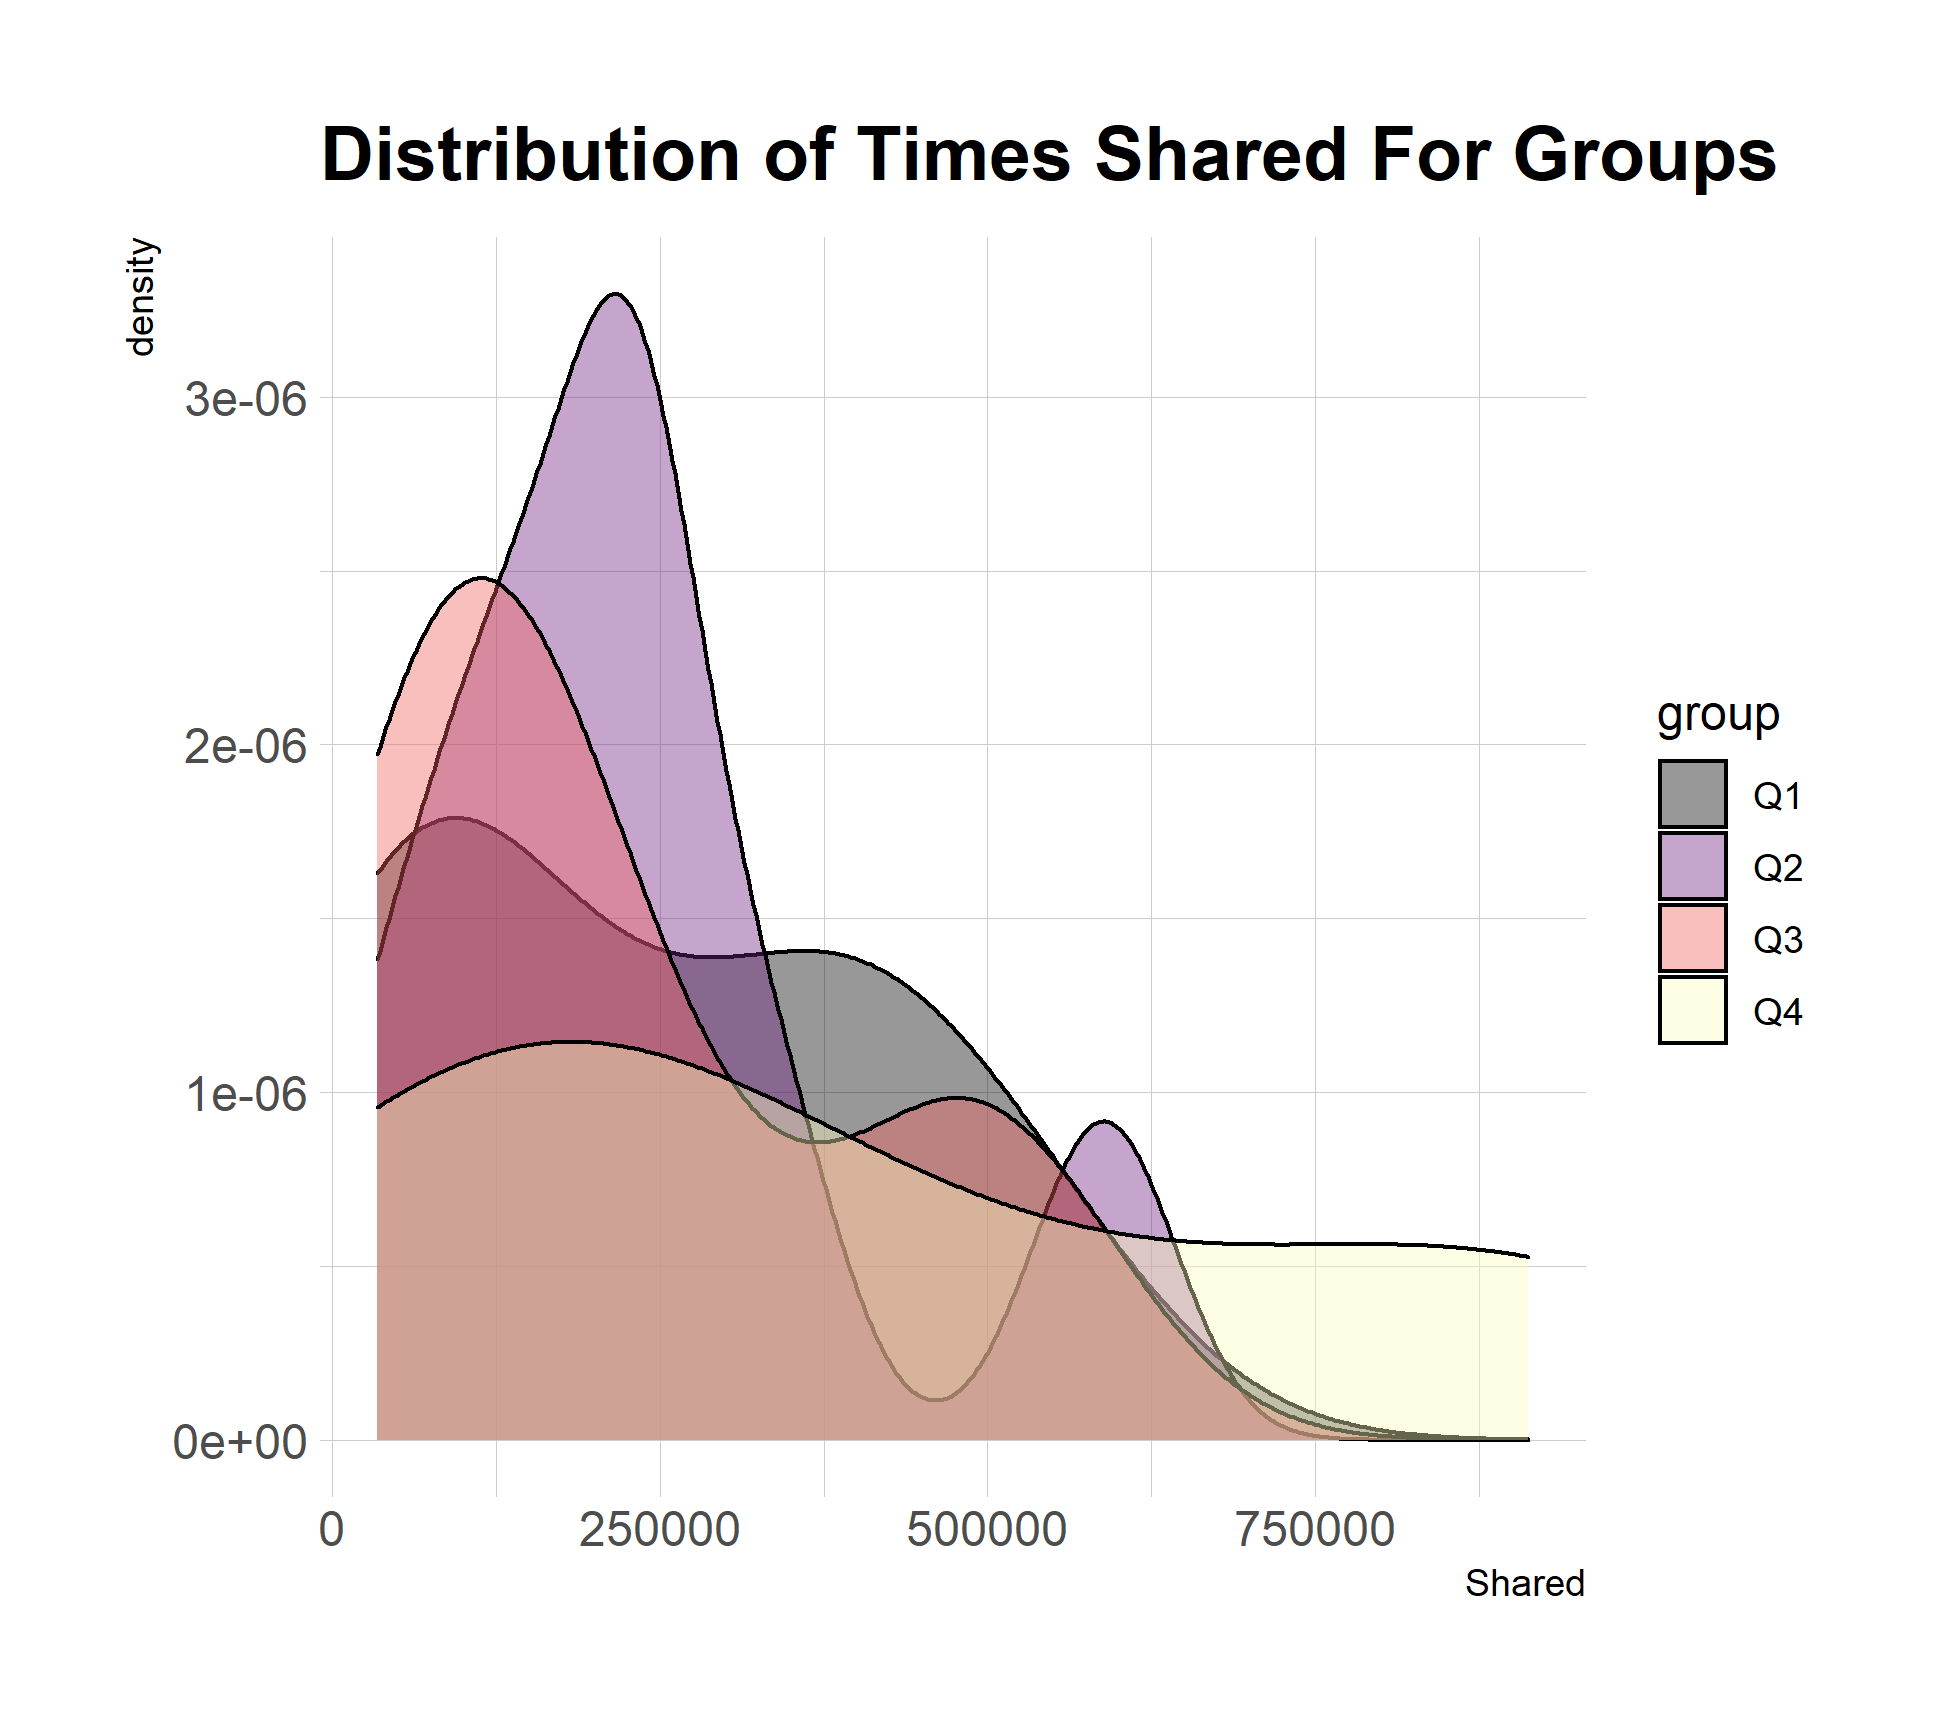 Distribution of Times Shared For Groups
density
3e-06
2e-06
1e-06
0e+00
0 250000 500000 750000
Shared
group
Q1
Q2
Q3
Q4